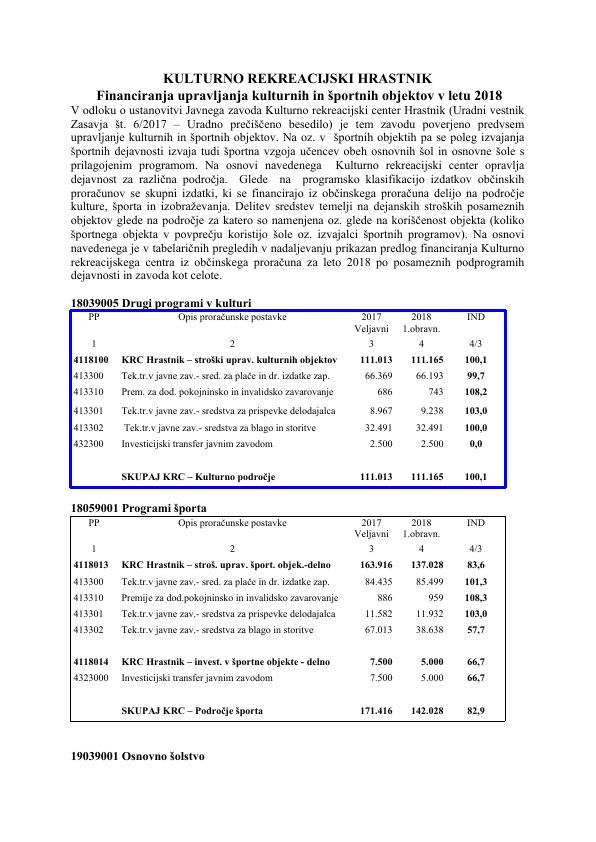 KULTURNO REKREACIJSKI HRASTNIK
Financiranja upravljanja kulturnih in športnih objektov v letu 2018
V odloku o ustanovitvi Javnega zavoda Kulturno rekreacijski center Hrastnik (Uradni vestnik
Zasavja št. 6/2017 – Uradno prečiščeno besedilo) je tem zavodu poverjeno predvsem
upravljanje kulturnih in športnih objektov. Na oz. v  športnih objektih pa se poleg izvajanja
športnih dejavnosti izvaja tudi športna vzgoja učencev obeh osnovnih šol in osnovne šole s
prilagojenim programom. Na osnovi navedenega  Kulturno rekreacijski center opravlja
dejavnost za različna področja.  Glede  na  programsko klasifikacijo izdatkov občinskih
proračunov se skupni izdatki, ki se financirajo iz občinskega proračuna delijo na področje
kulture, športa in izobraževanja. Delitev sredstev temelji na dejanskih stroških posameznih
objektov glede na področje za katero so namenjena oz. glede na koriščenost objekta (koliko
športnega objekta v povprečju koristijo šole oz. izvajalci športnih programov). Na osnovi
navedenega je v tabelaričnih pregledih v nadaljevanju prikazan predlog financiranja Kulturno
rekreacijskega centra iz občinskega proračuna za leto 2018 po posameznih podprogramih
dejavnosti in zavoda kot celote.
18039005 Drugi programi v kulturi
PP Opis proračunske postavke 2017 2018 IND
Veljavni 1.obravn.
1 2 3 4 4/3
4118100 KRC Hrastnik – stroški uprav. kulturnih objektov 111.013 111.165 100,1
413300 Tek.tr.v javne zav.- sred. za plače in dr. izdatke zap. 66.369 66.193 99,7
413310 Prem. za dod. pokojninsko in invalidsko zavarovanje 686 743 108,2
413301 Tek.tr.v javne zav.- sredstva za prispevke delodajalca 8.967 9.238 103,0
413302 Tek.tr.v javne zav.- sredstva za blago in storitve 32.491 32.491 100,0
432300 Investicijski transfer javnim zavodom 2.500 2.500 0,0
SKUPAJ KRC – Kulturno področje 111.013 111.165 100,1
18059001 Programi športa
PP Opis proračunske postavke 2017 2018 IND
Veljavni 1.obravn.
1 2 3 4 4/3
4118013 KRC Hrastnik – stroš. uprav. šport. objek.-delno 163.916 137.028 83,6
413300 Tek.tr.v javne zav.- sred. za plače in dr. izdatke zap. 84.435 85.499 101,3
413310 Premije za dod.pokojninsko in invalidsko zavarovanje 886 959 108,3
413301 Tek.tr.v javne zav.- sredstva za prispevke delodajalca 11.582 11.932 103,0
413302 Tek.tr.v javne zav.- sredstva za blago in storitve 67.013 38.638 57,7
4118014 KRC Hrastnik – invest. v športne objekte - delno 7.500 5.000 66,7
4323000 Investicijski transfer javnim zavodom 7.500 5.000 66,7
SKUPAJ KRC – Področje športa 171.416 142.028 82,9
19039001 Osnovno šolstvo